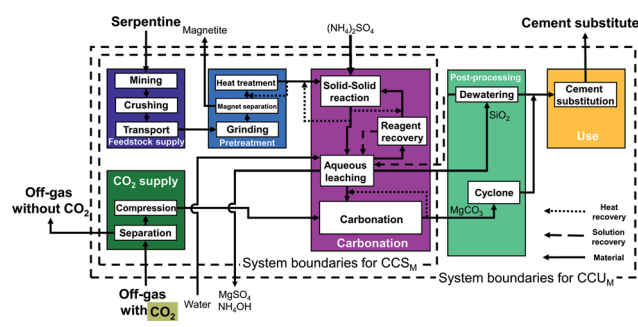 Serpentine
Magnetite
(NH₄)₂SO₄
Cement substitute
Mining
Crushing
Transport
Feedstock supply
Heat treatment
Magnet separation
Grinding
Pretreatment
Solid-Solid
reaction
Reagent
recovery
Aqueous
leaching
Carbonation
Carbonation
Post-processing
Dewatering
SiO₂
Cyclone
MgCO₃
Cement
substitution
Use
CO₂ supply
Compression
Separation
Off-gas
without CO₂
Off-gas
with CO₂
Water
MgSO₄
NH₄OH
System boundaries for CCS_M
System boundaries for CCU_M
Heat
recovery
Solution
recovery
Material